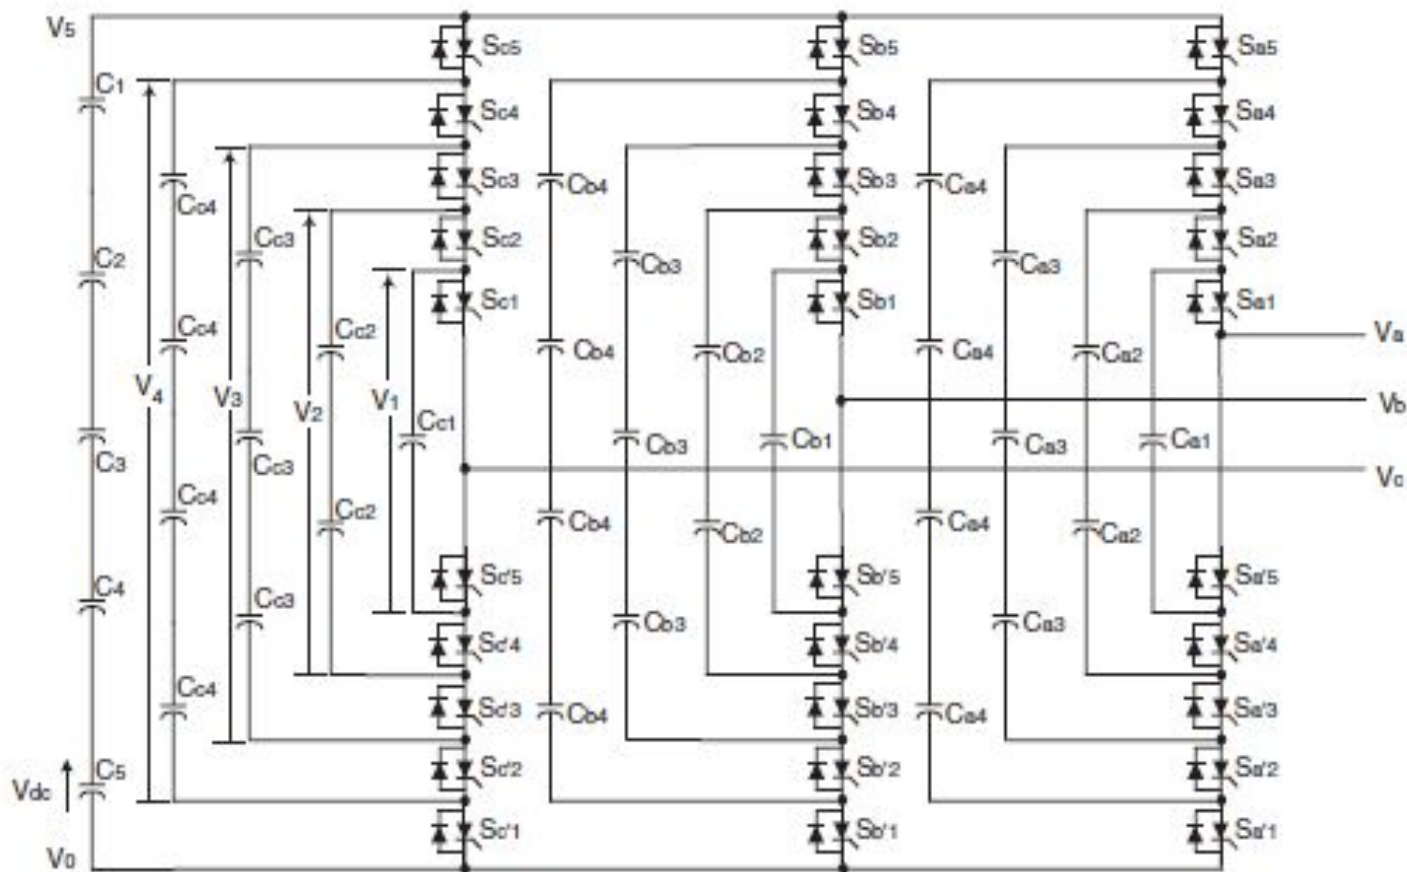 V5 Sc5 Sb5 Sa5
C1
Sc4 Sb4 Sa4
Sc3 Sb3 Sa3
Cc4 Cb4 Ca4
Cc3 Sc2 Sb2 Sa2
C2 Cb3 Ca3
Sc1 Sb1 Sa1
Cc4 Cc2 Va
Cb4 Cb2 Ca4 Ca2
V4 V3 V2 V1 Vb
Cc1
C3 Cc3 Cb3 Cb1 Ca3 Ca1
Vc
Cc4 Cc2
Cb4 Cb2 Ca4 Ca2
C4 Sc'5 Sb'5 Sa'5
Cc3 Cb3 Ca3
Sc'4 Sb'4 Sa'4
Cc4 Sc'3 Cb4 Sb'3 Ca4 Sa'3
C5 Sc'2 Sb'2 Sa'2
Vdc
Sc'1 Sb'1 Sa'1
V0